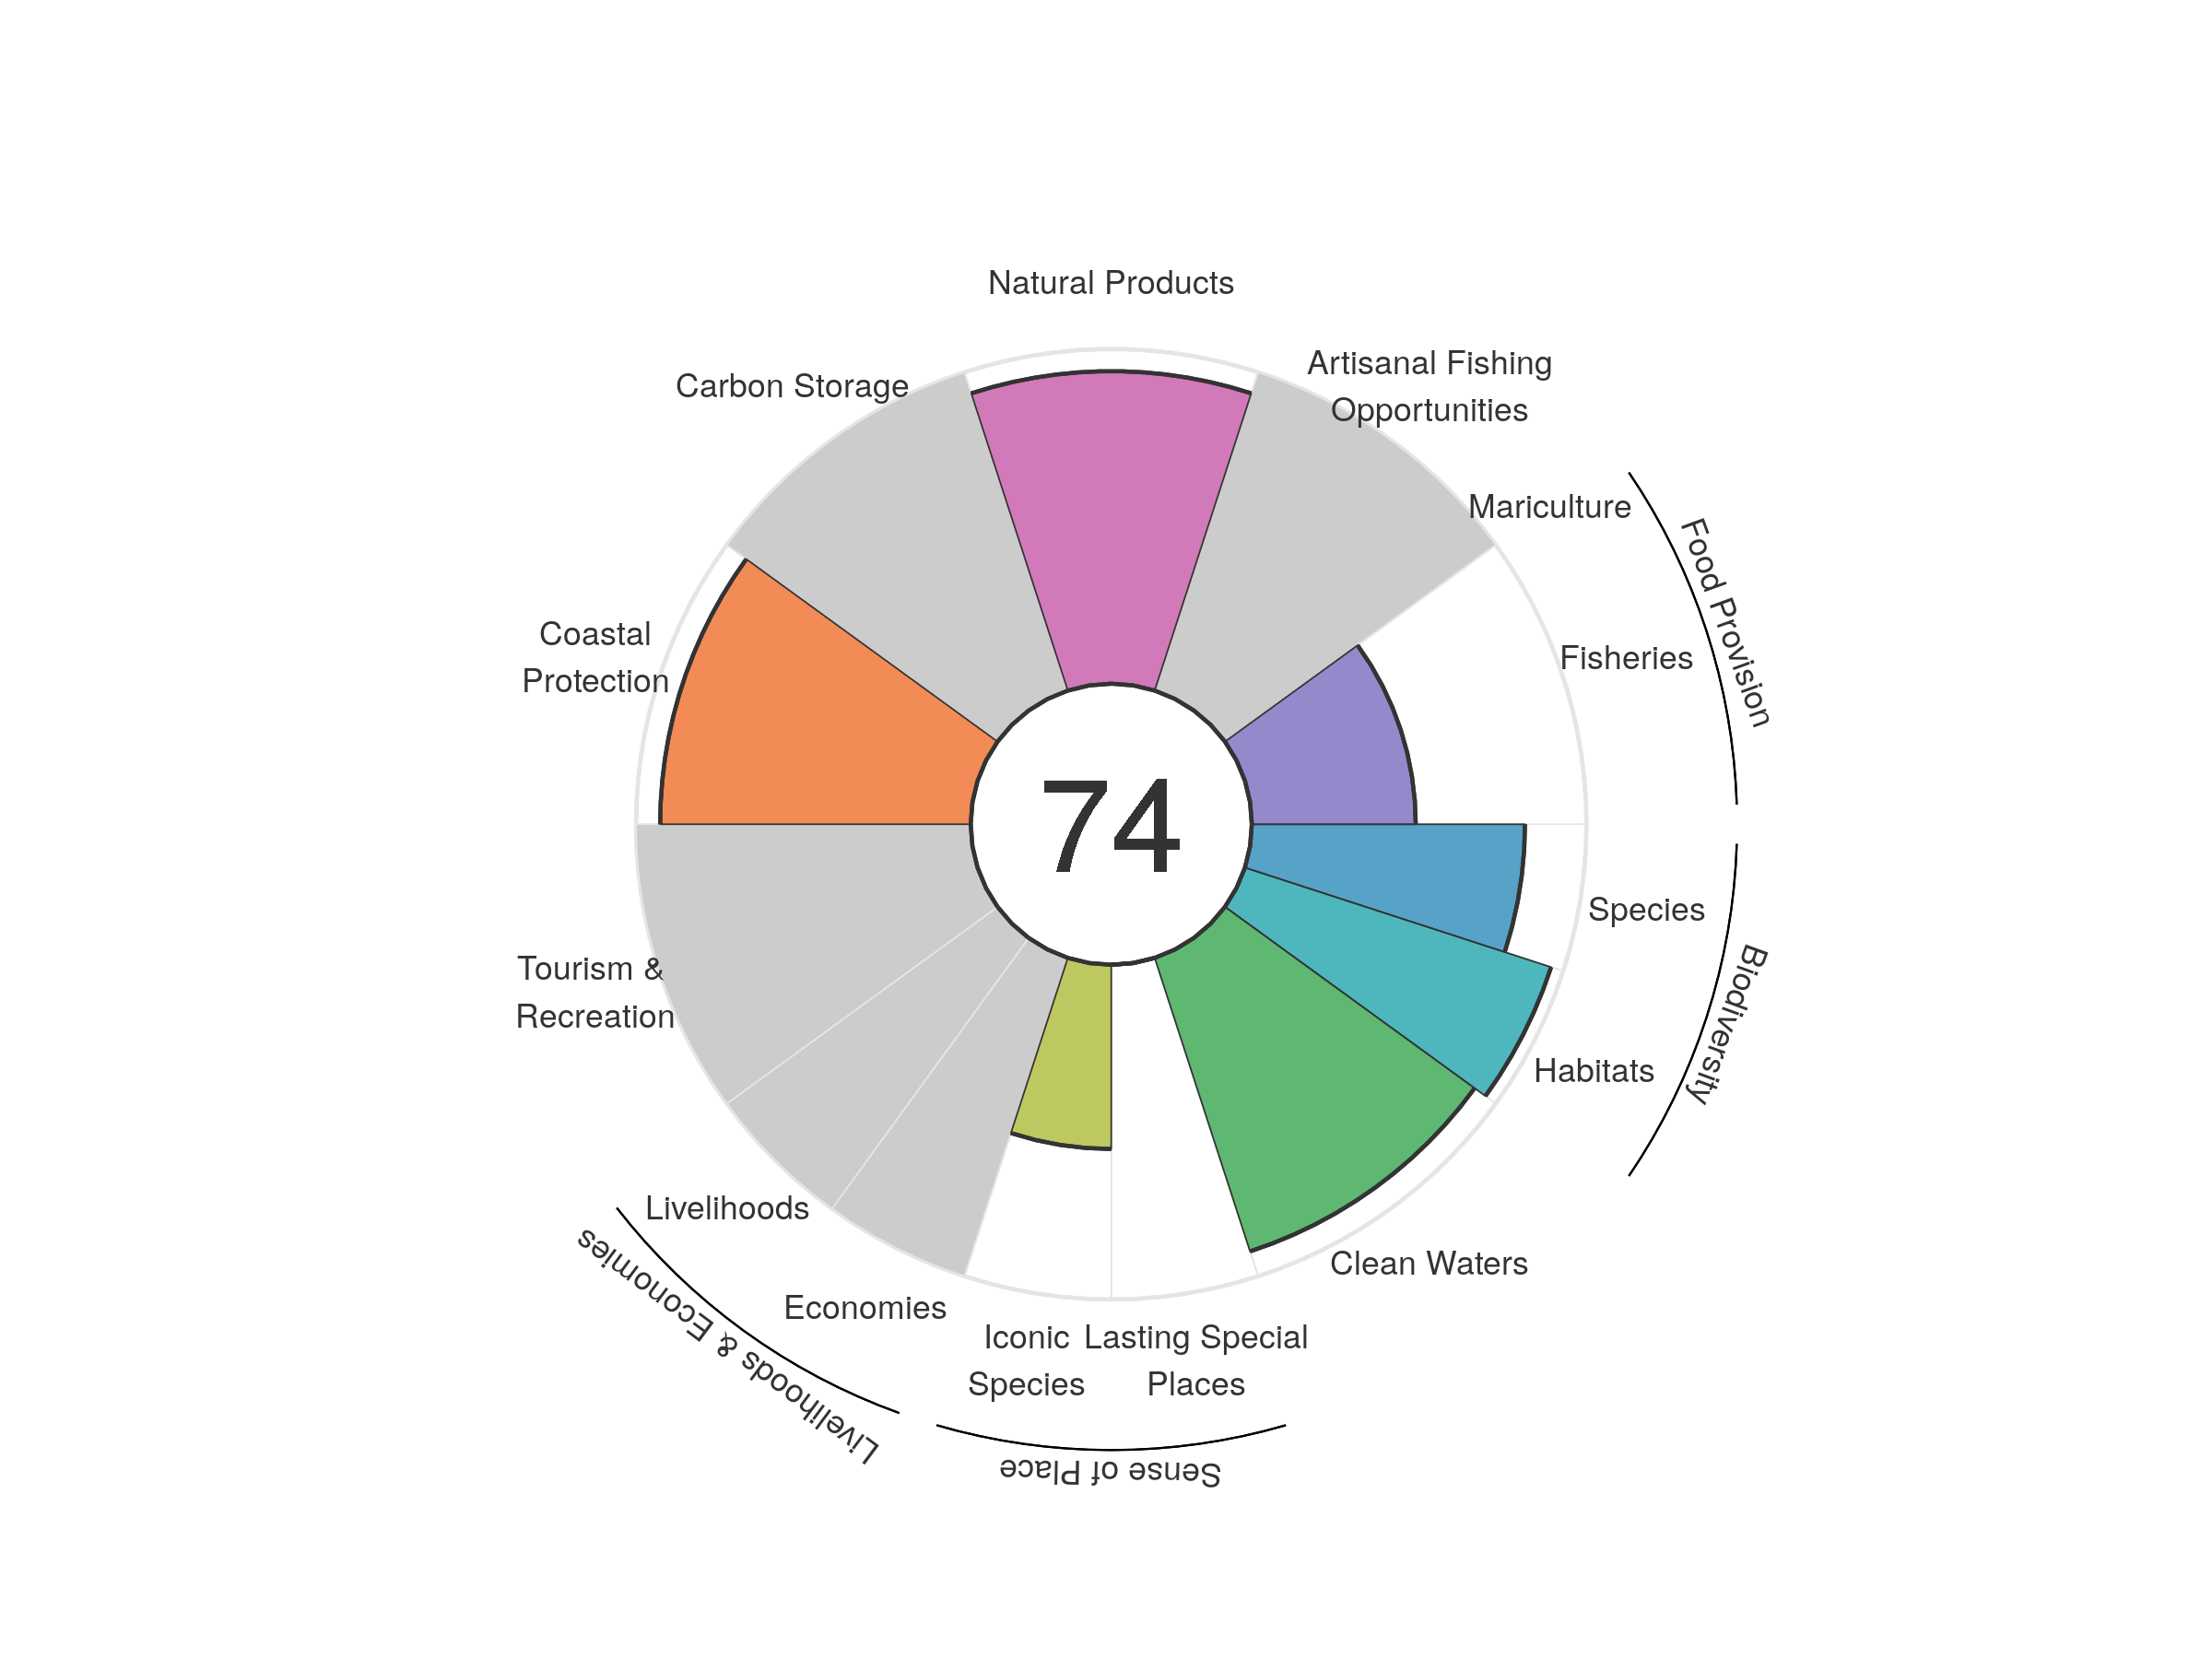 Natural Products
Artisanal Fishing
Opportunities
Carbon Storage
Mariculture
Food Provision
Fisheries
Coastal
Protection
74
Species
Biodiversity
Habitats
Tourism &
Recreation
Livelihoods
Livelihoods & Economies
Economies
Clean Waters
Iconic
Species
Lasting Special
Places
Sense of Place